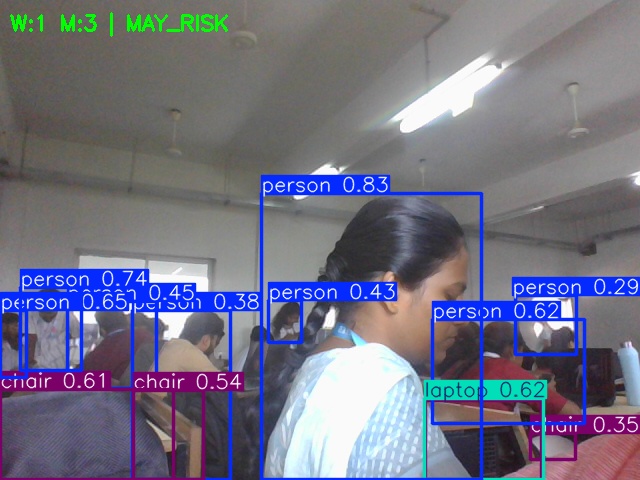 W:1 M:3 | MAY_RISK
person 0.83
person 0.74
person 0.45
person 0.65
person 0.38
person 0.43
person 0.29
person 0.62
chair 0.61
chair 0.54
laptop 0.62
chair 0.35